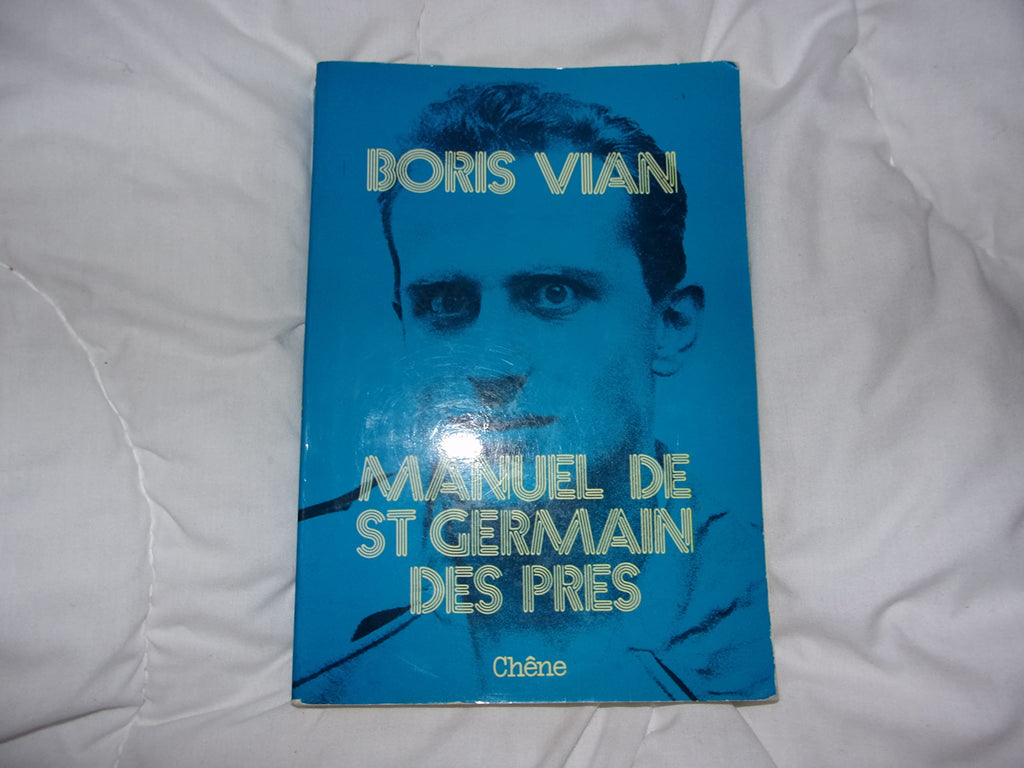 BORIS VIAN
MANUEL DE
ST GERMAIN
DES PRES
Chêne